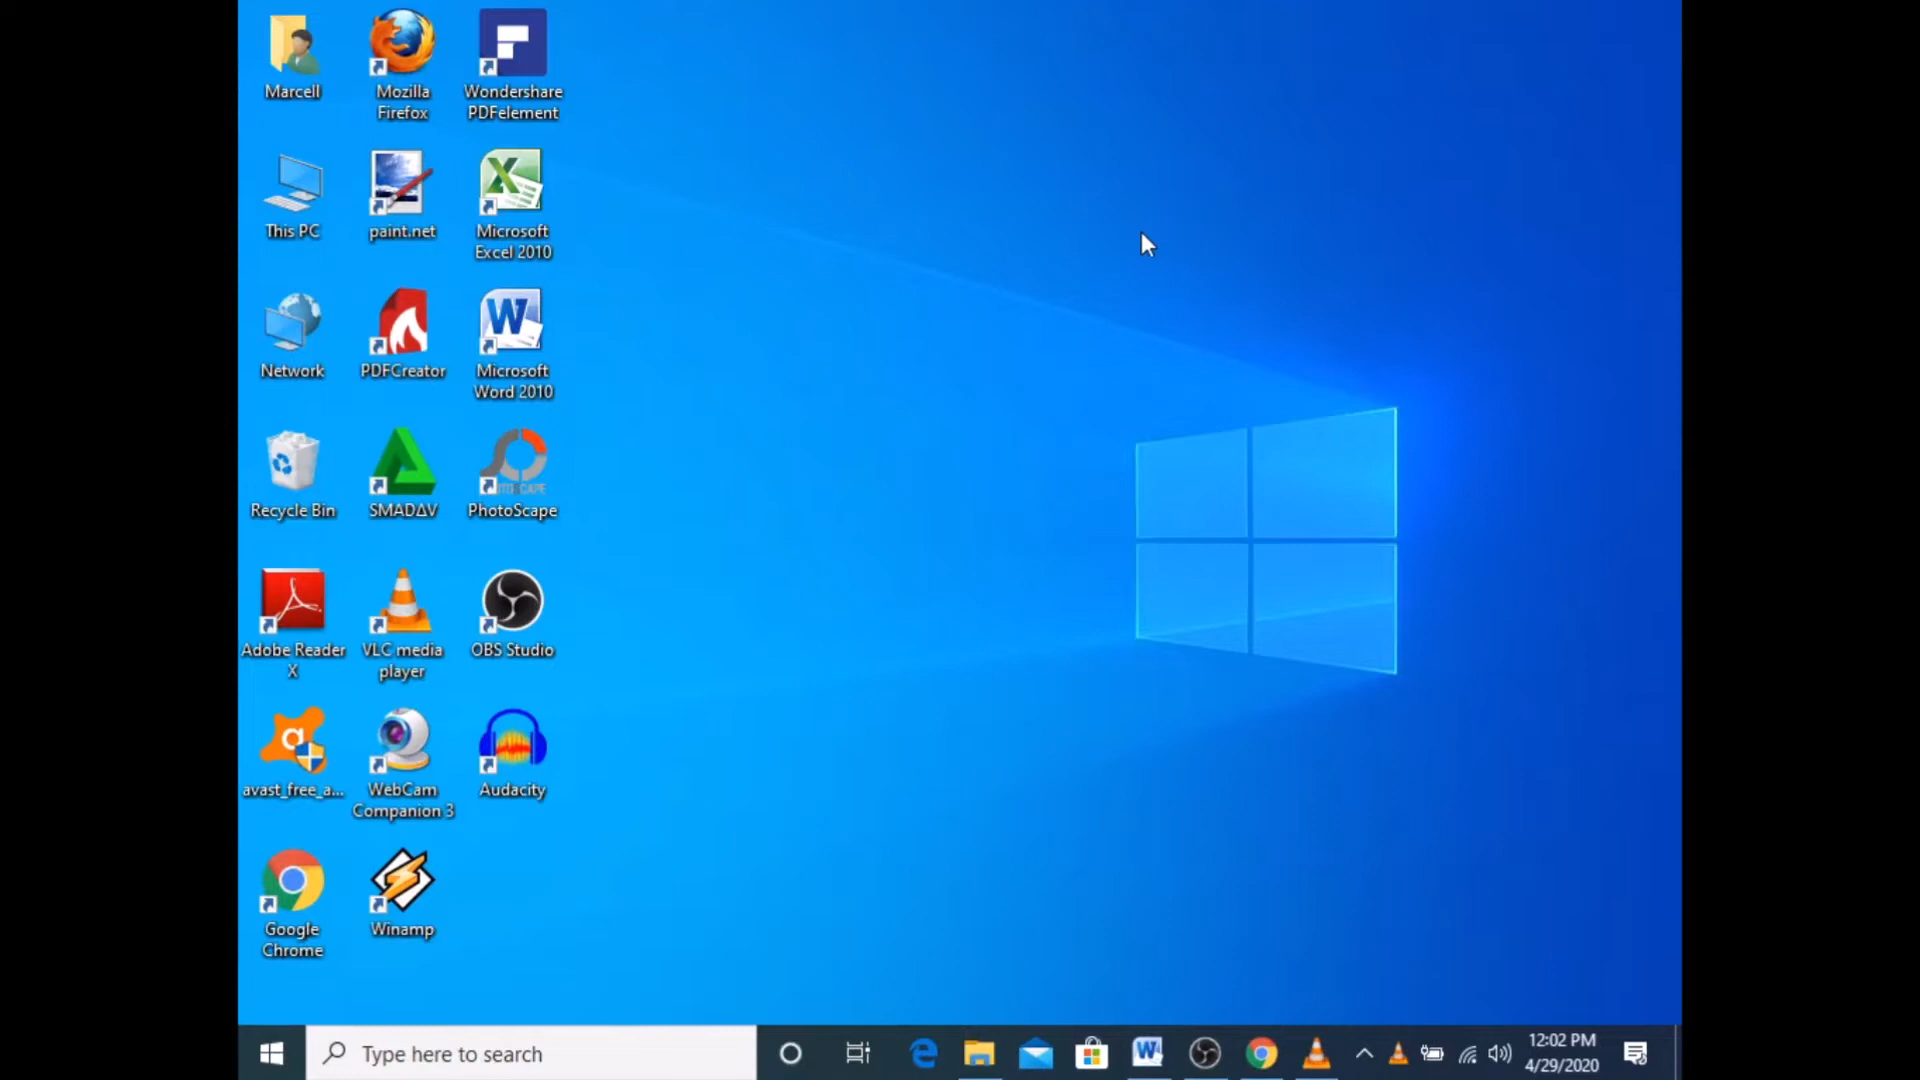 Marcell
Mozilla
Firefox
Wondershare
PDFelement
This PC
paint.net
Microsoft
Excel 2010
Network
PDFCreator
Microsoft
Word 2010
Recycle Bin
SMADΔV
PhotoScape
Adobe Reader
X
VLC media
player
OBS Studio
avast_free_a...
WebCam
Companion 3
Audacity
Google
Chrome
Winamp
Type here to search
12:02 PM
4/29/2020